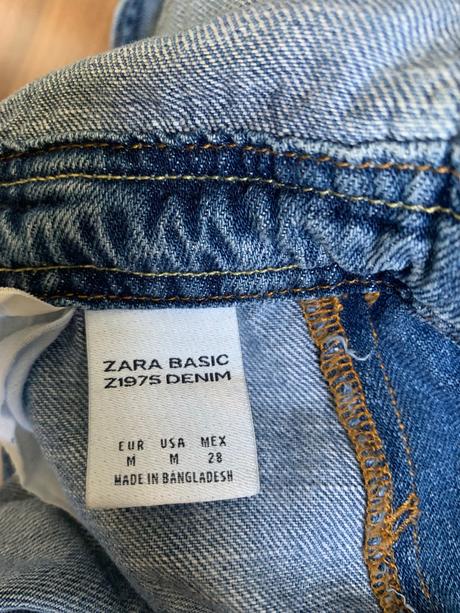 ZARA BASIC
Z1975 DENIM
EUR USA MEX
M M 28
MADE IN BANGLADESH